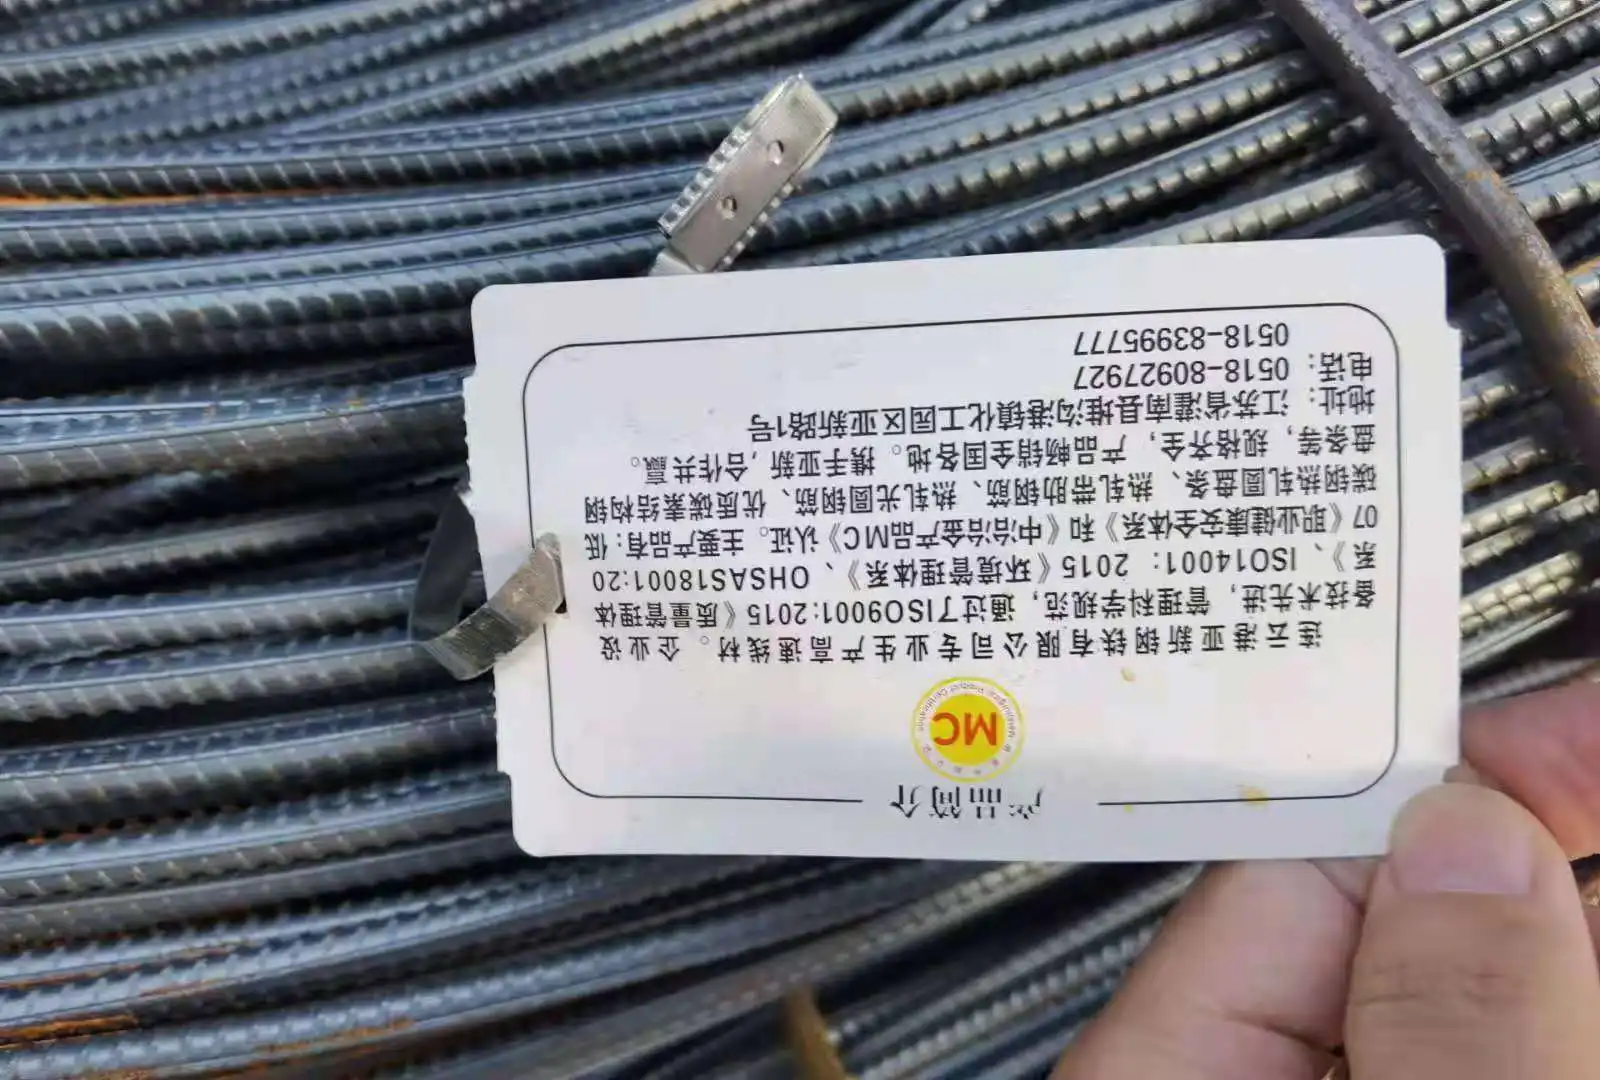 产品简介
MC
连云港亚新钢铁有限公司专业生产高速线材。企业设
备技术先进，管理科学规范，通过了ISO9001:2015《质量管理体
系》、ISO14001：2015《环境管理体系》、OHSAS18001:20
07《职业健康安全体系》和《中冶冶金产品MC》认证。主要产品有:低
碳钢热轧圆盘条、热轧带肋钢筋、热轧光圆钢筋、优质碳素结构钢
盘条等，规格齐全，产品畅销全国各地。携手亚新,合作共赢。
地址：江苏省灌南县堆沟港镇化工园区亚新路1号
电话：0518-80927927
0518-83995777